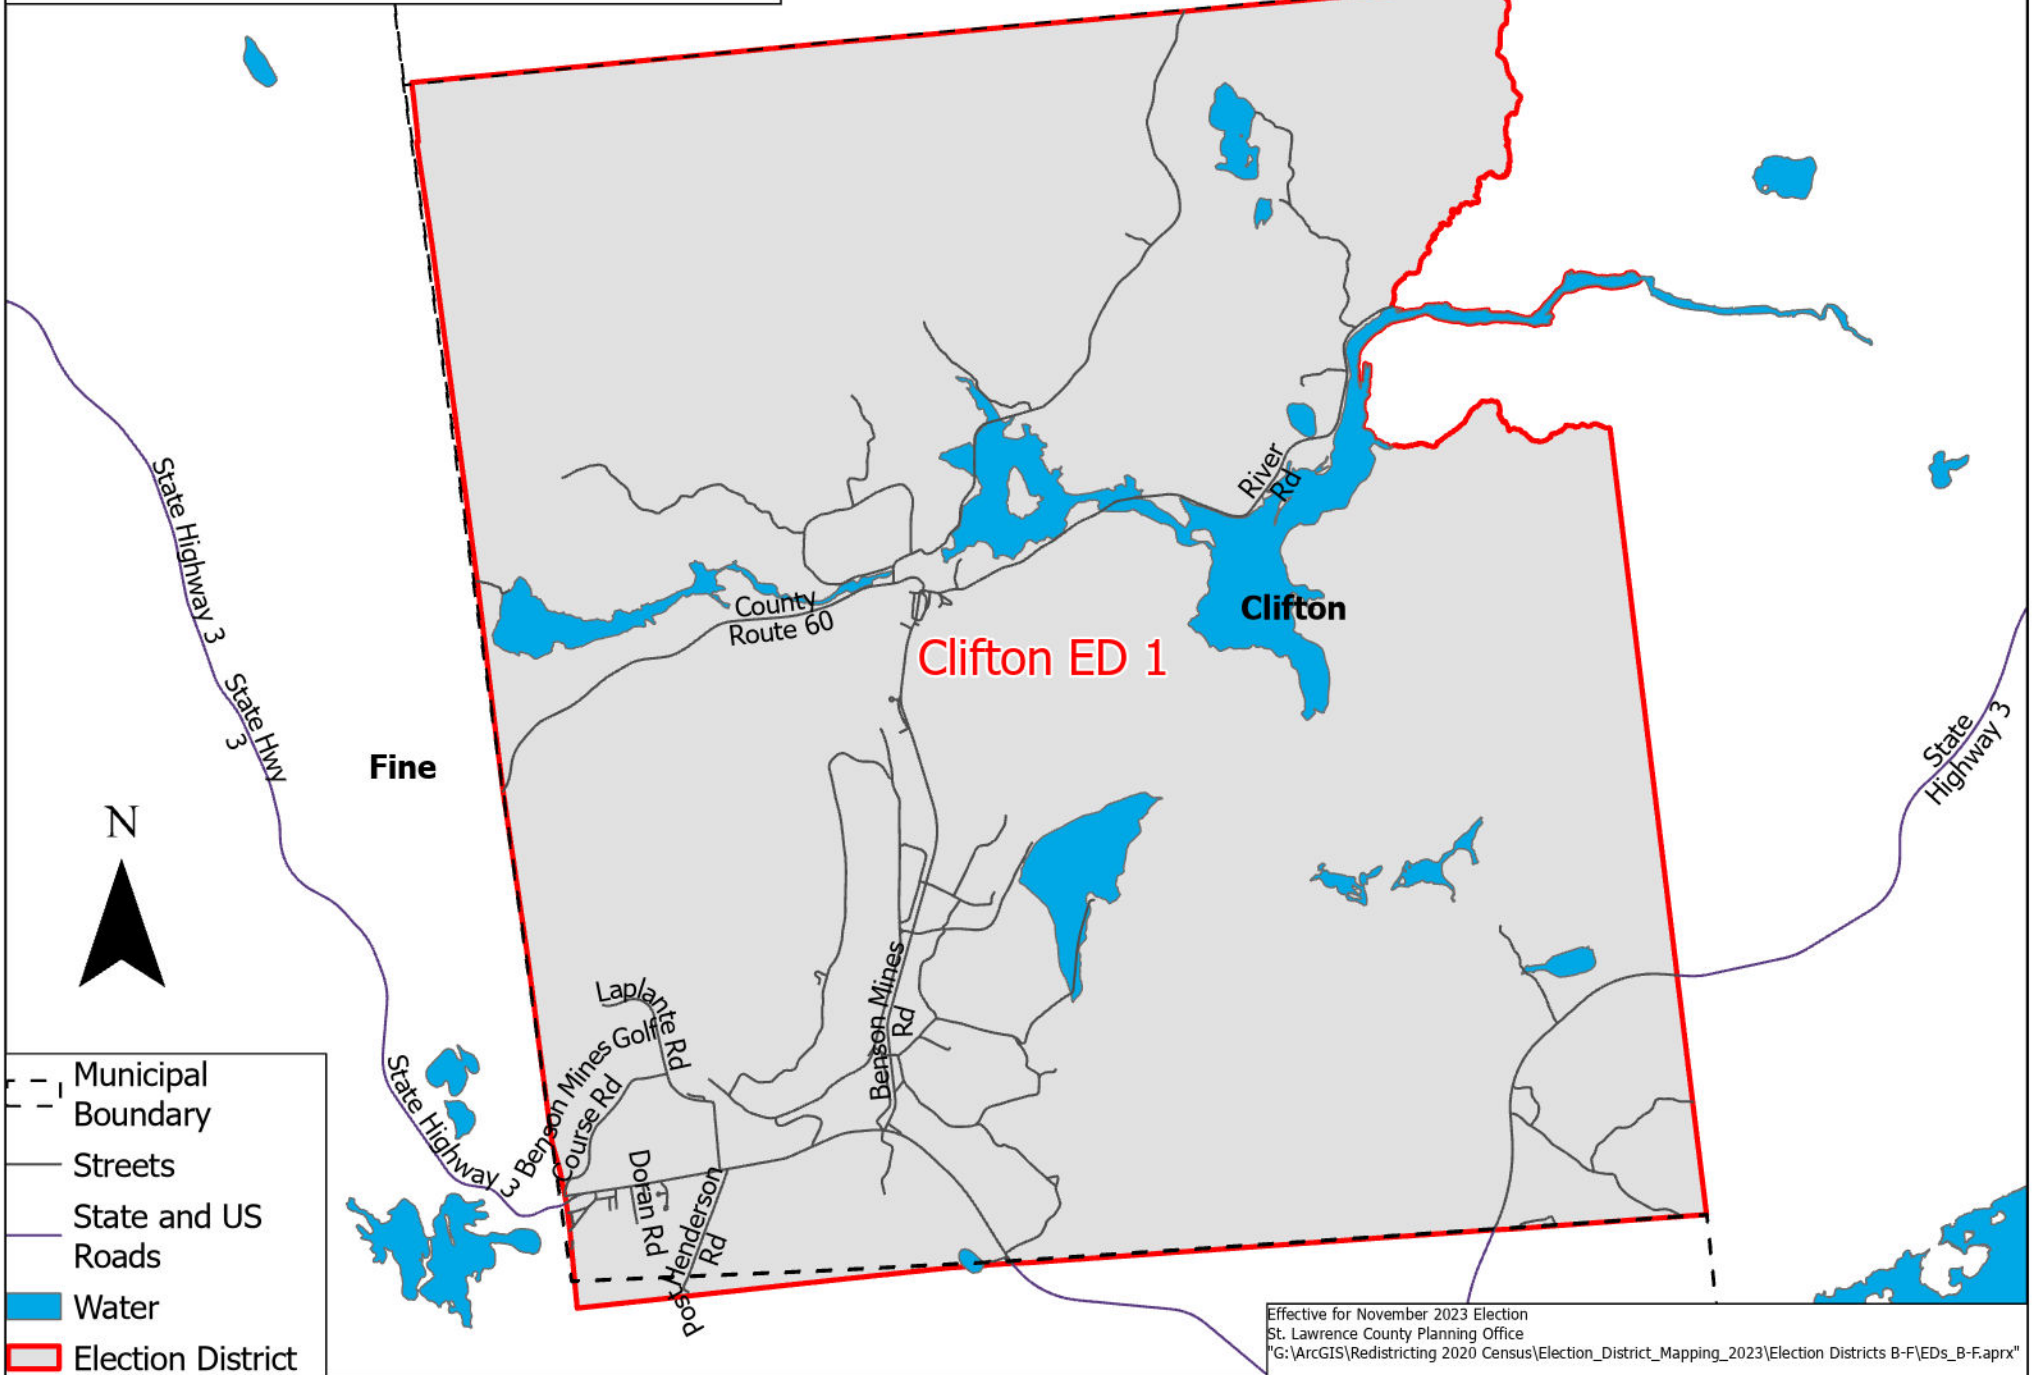 River
Rd
State Highway 3
County
Route 60
Clifton
Clifton ED 1
State Hwy
3
Fine
State
Highway 3
N
Benson Mines
Rd
Laplante Rd
Benson Mines Golf
Course Rd
State Highway 3
Doran Rd
Post Henderson
Rd
Municipal
Boundary
Streets
State and US
Roads
Water
Election District
Effective for November 2023 Election
St. Lawrence County Planning Office
"G:\ArcGIS\Redistricting 2020 Census\Election_District_Mapping_2023\Election Districts B-F\EDs_B-F.aprx"